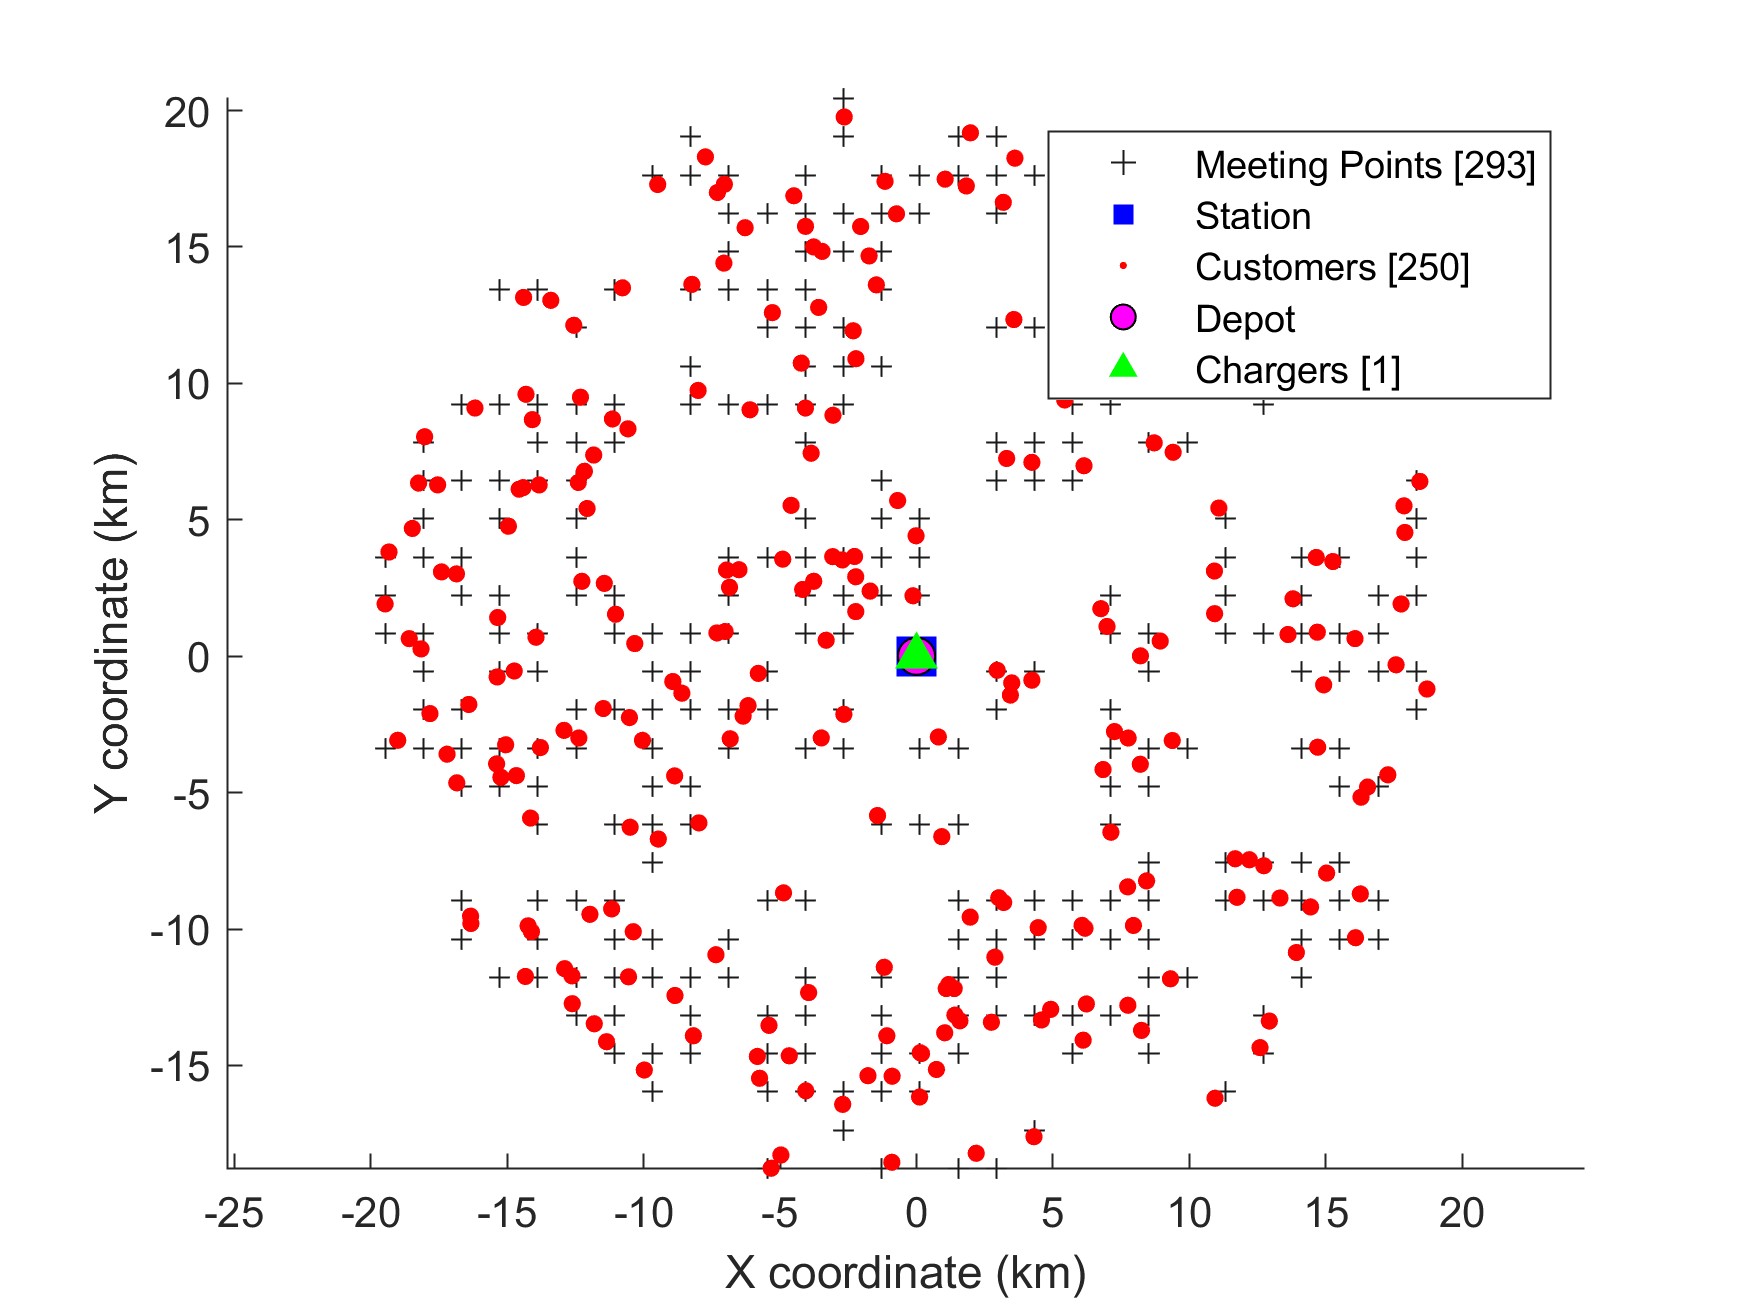 20
15
10
5
0
-5
-10
-15
Y coordinate (km)
Meeting Points [293]
Station
Customers [250]
Depot
Chargers [1]
-25 -20 -15 -10 -5 0 5 10 15 20
X coordinate (km)